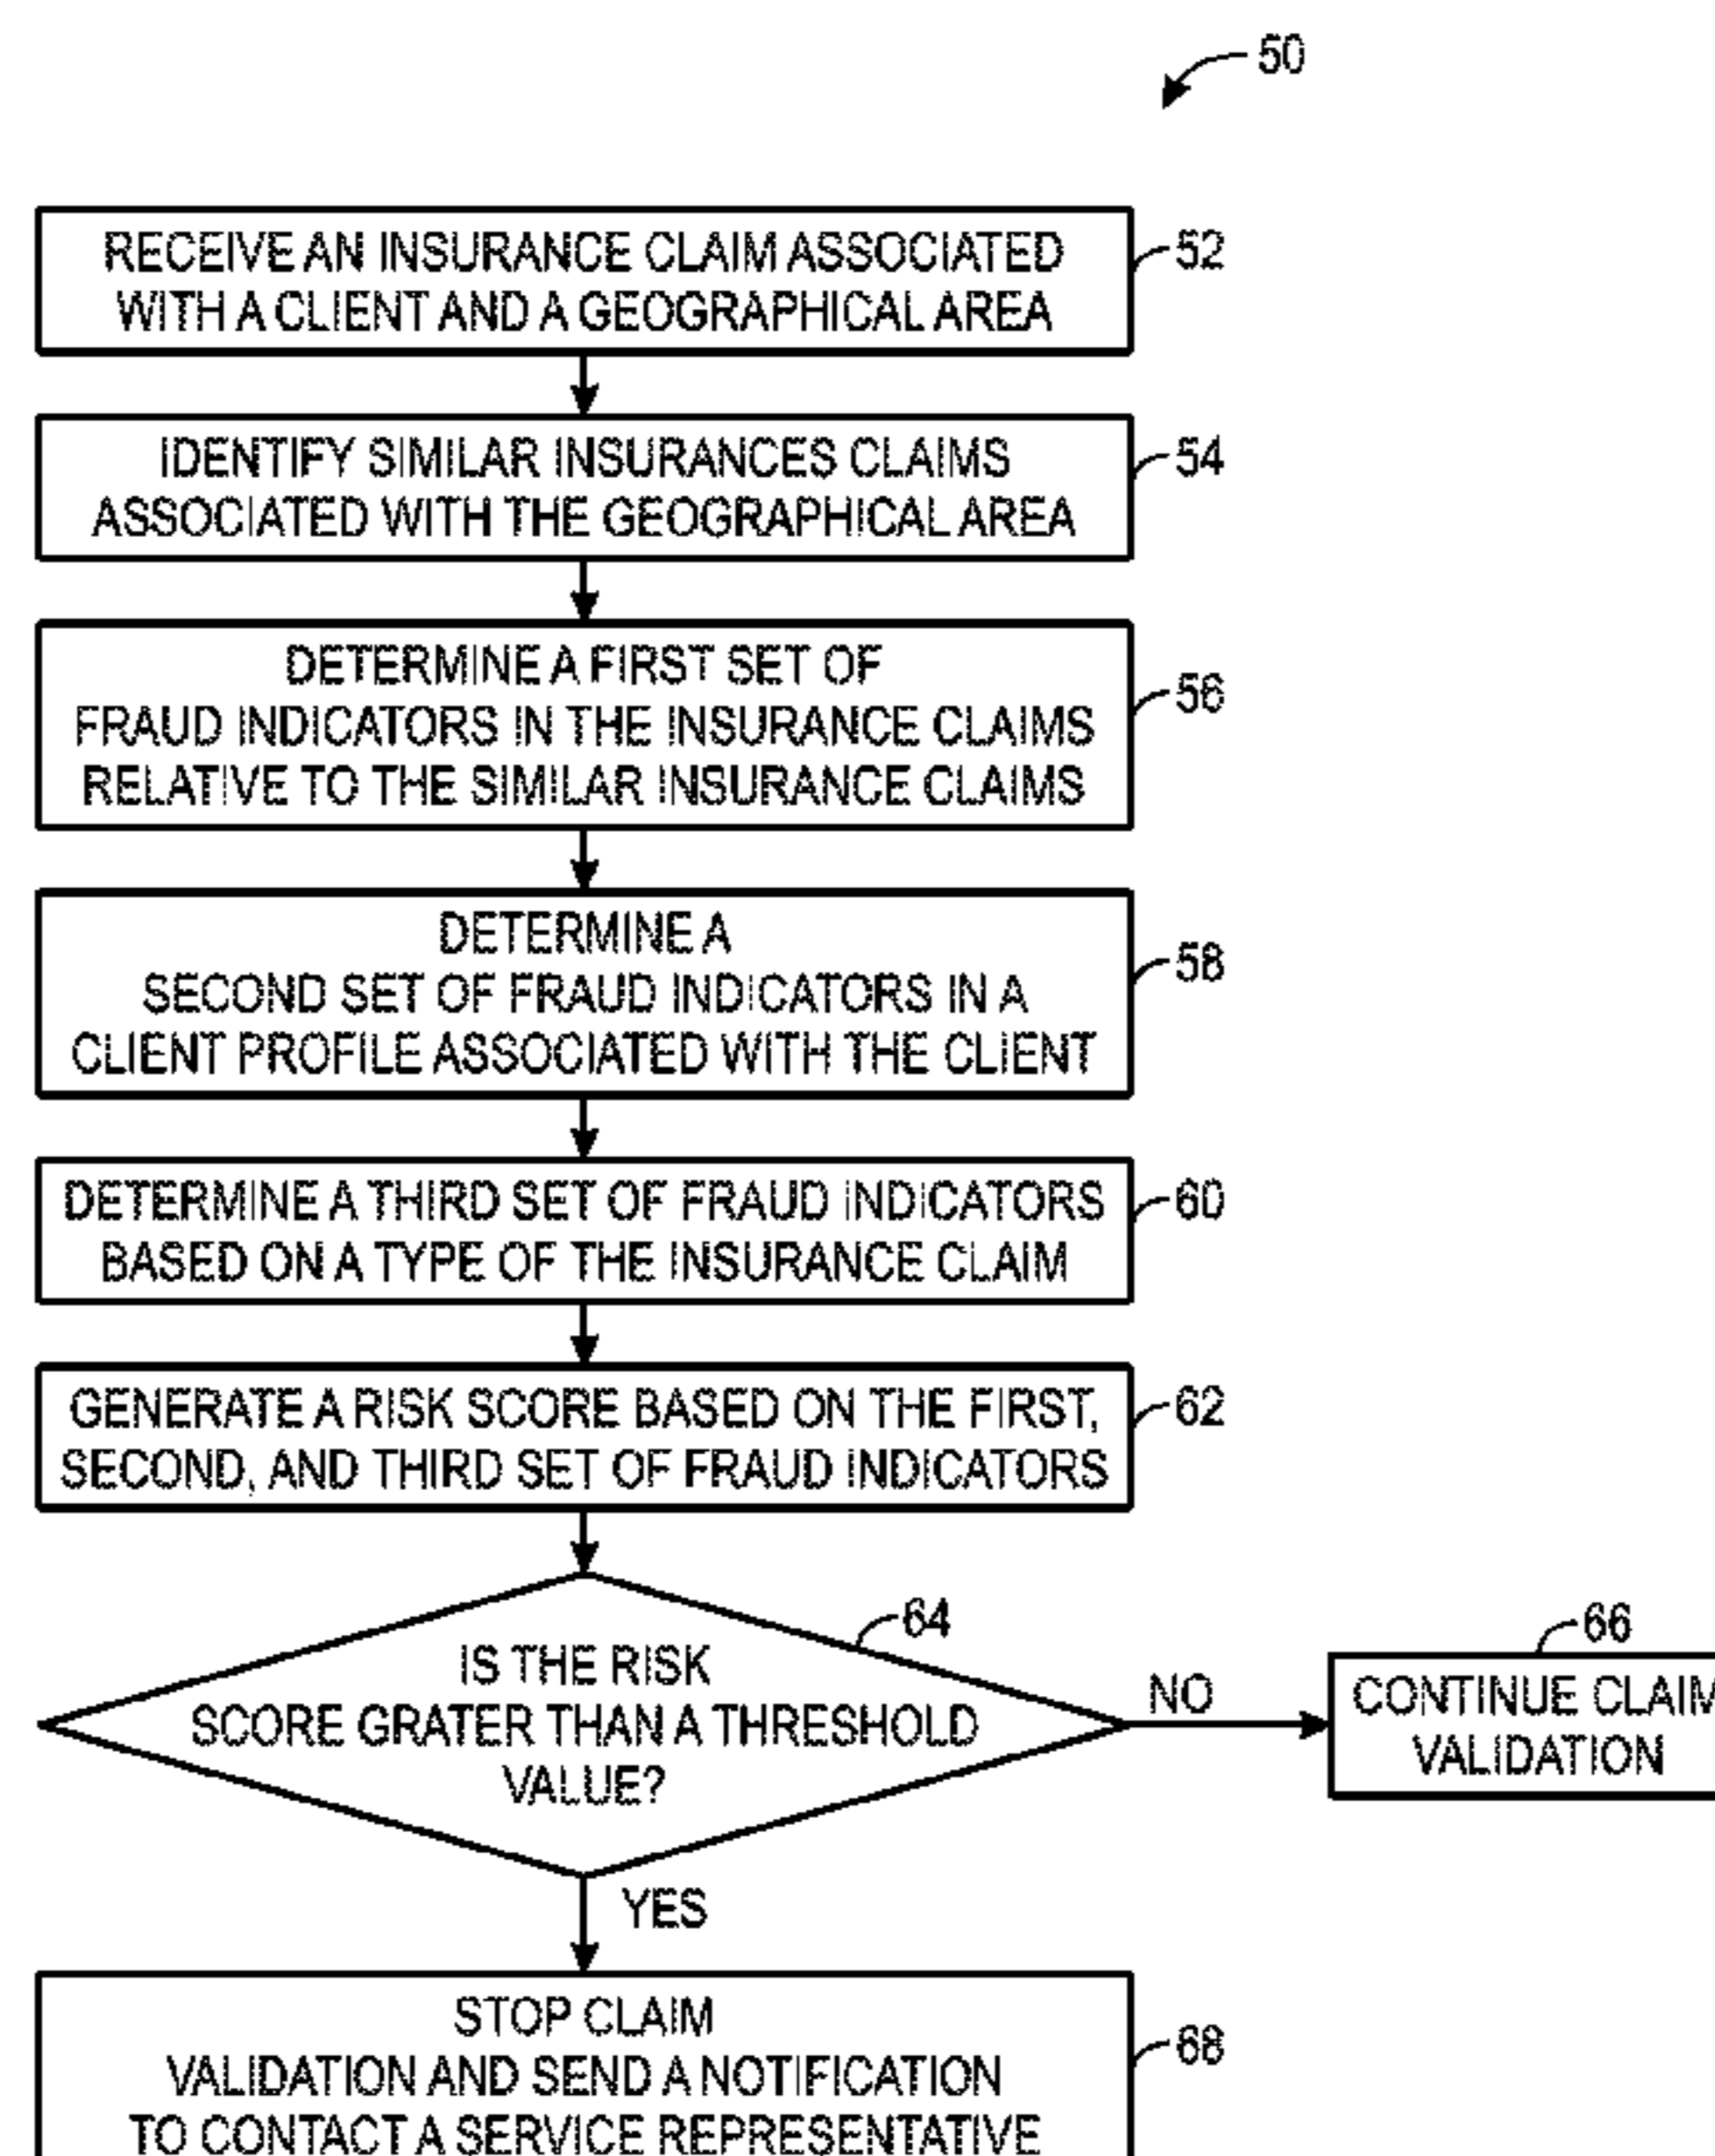 50
RECEIVE AN INSURANCE CLAIM ASSOCIATED
WITH A CLIENT AND A GEOGRAPHICAL AREA
52
IDENTIFY SIMILAR INSURANCES CLAIMS
ASSOCIATED WITH THE GEOGRAPHICAL AREA
54
DETERMINE A FIRST SET OF
FRAUD INDICATORS IN THE INSURANCE CLAIMS
RELATIVE TO THE SIMILAR INSURANCE CLAIMS
56
DETERMINE A
SECOND SET OF FRAUD INDICATORS IN A
CLIENT PROFILE ASSOCIATED WITH THE CLIENT
58
DETERMINE A THIRD SET OF FRAUD INDICATORS
BASED ON A TYPE OF THE INSURANCE CLAIM
60
GENERATE A RISK SCORE BASED ON THE FIRST,
SECOND, AND THIRD SET OF FRAUD INDICATORS
62
IS THE RISK
SCORE GRATER THAN A THRESHOLD
VALUE?
64
NO
66
CONTINUE CLAIM
VALIDATION
YES
STOP CLAIM
VALIDATION AND SEND A NOTIFICATION
TO CONTACT A SERVICE REPRESENTATIVE
68